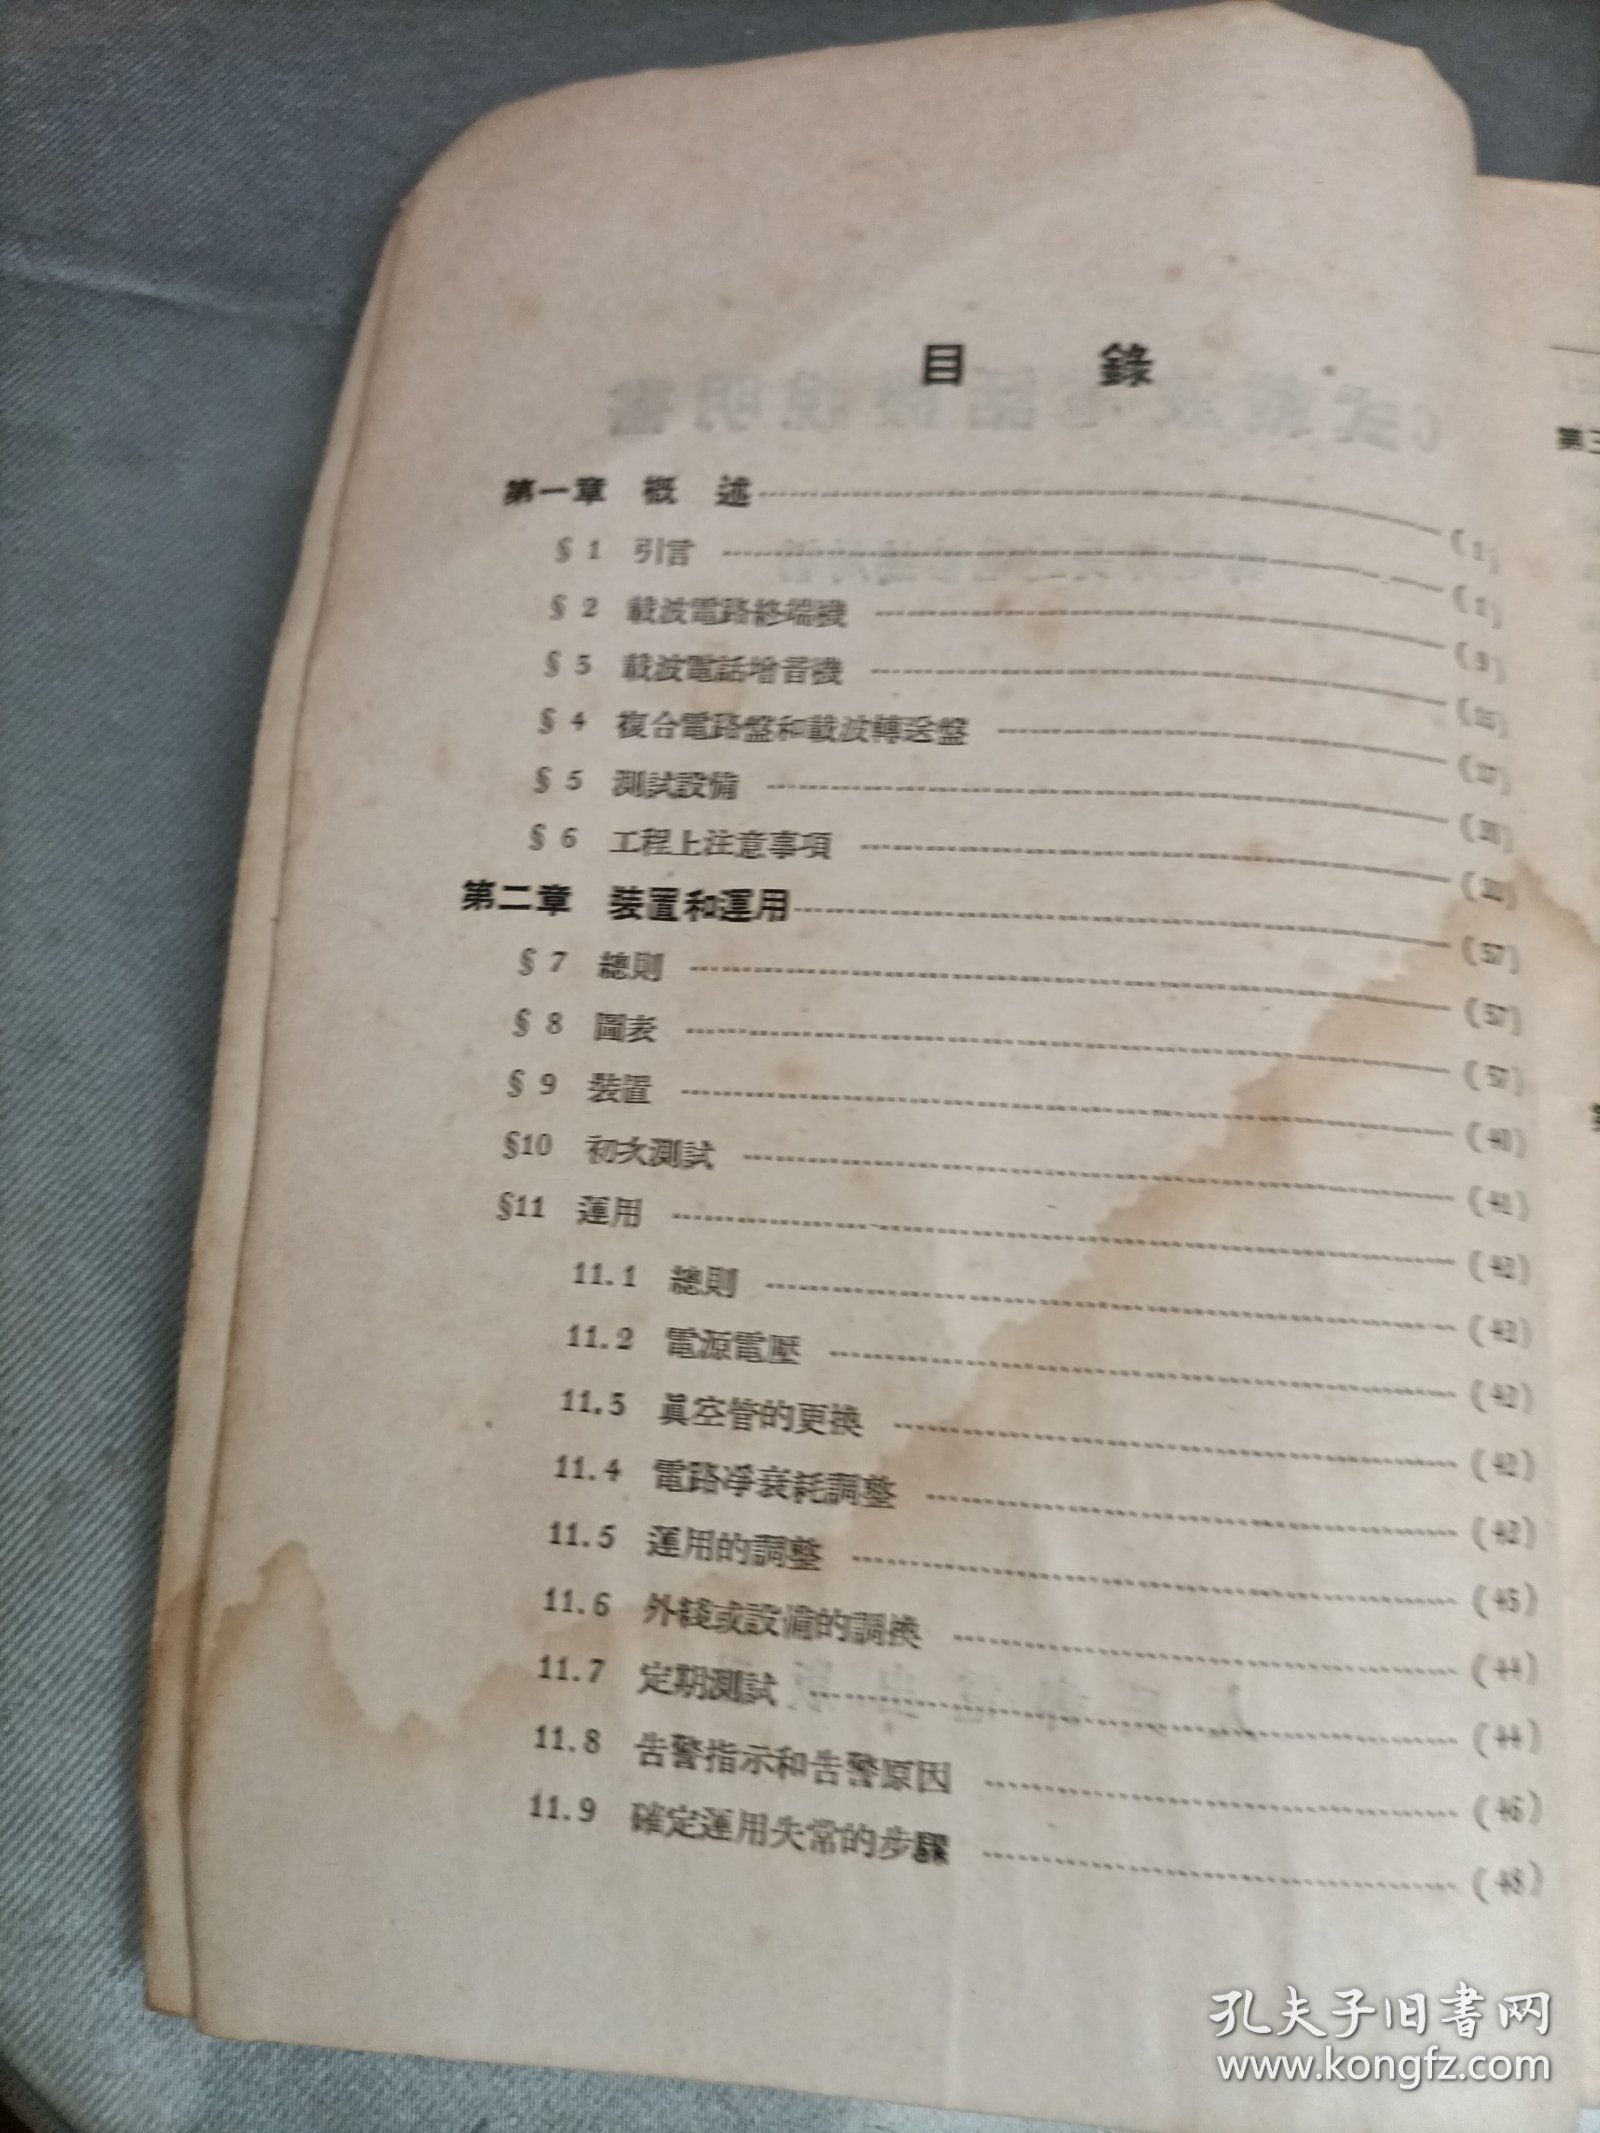 目　錄
第一章　概　述 (1)
§ 1　引言 (1)
§ 2　載波電路終端機 (9)
§ 3　載波電話增音機
§ 4　複合電路盤和載波轉送盤
§ 5　測試設備
§ 6　工程上注意事項
第二章　裝置和運用 (37)
§ 7　總則 (37)
§ 8　圖表 (37)
§ 9　裝置 (40)
§10　初次測試 (41)
§11　運用 (42)
11.1　總則 (42)
11.2　電源電壓 (42)
11.3　眞空管的更換 (42)
11.4　電路淨衰耗調整 (42)
11.5　運用的調整 (43)
11.6　外綫或設備的調換 (44)
11.7　定期測試 (44)
11.8　告警指示和告警原因 (46)
11.9　確定運用失常的步驟 (48)
第三
孔夫子旧书网
www.kongfz.com